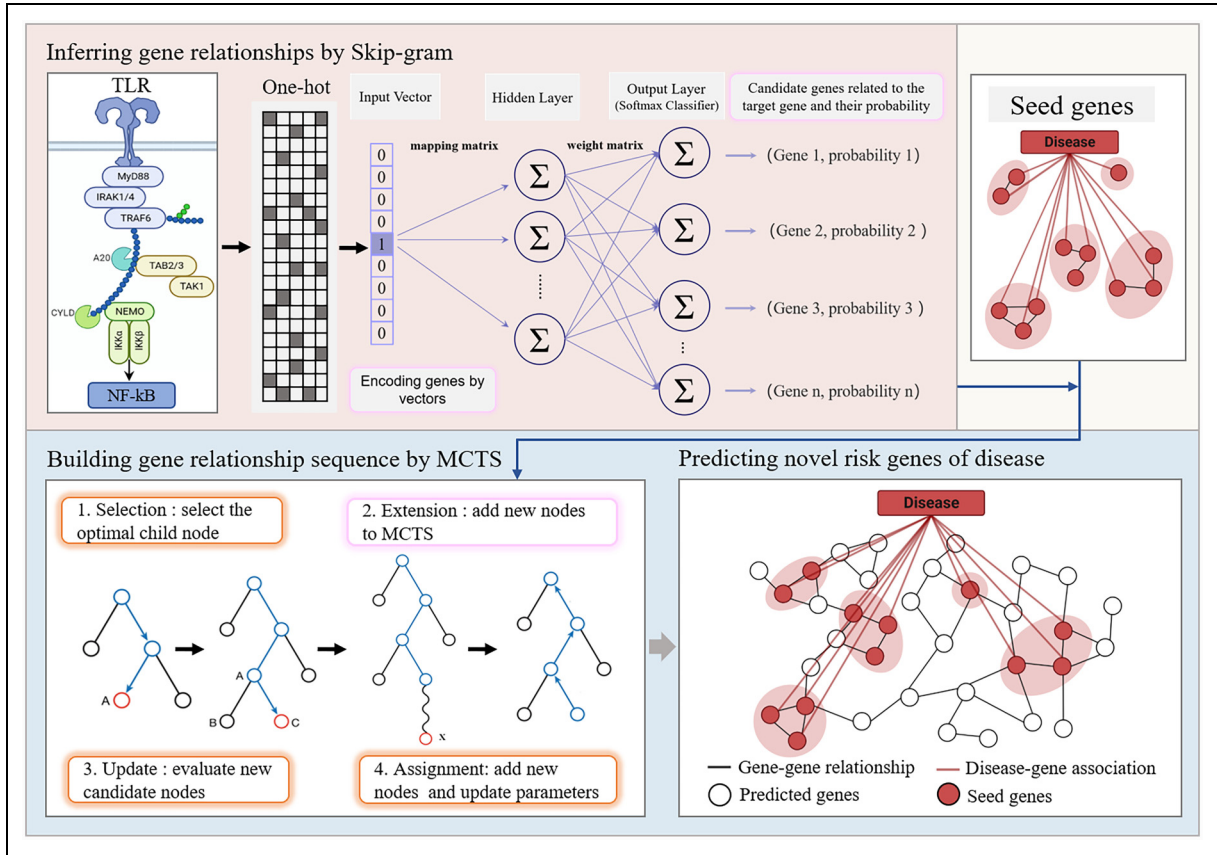 Inferring gene relationships by Skip-gram
TLR
MyD88
IRAK1/4
TRAF6
A20
TAB2/3
TAK1
CYLD
NEMO
IKKα
IKKβ
NF-kB
One-hot
Input Vector
0
0
0
0
1
0
0
0
0
Encoding genes by
vectors
mapping matrix
Hidden Layer
Σ
Σ
Σ
weight matrix
Output Layer
(Softmax Classifier)
Σ
Σ
Σ
Σ
Candidate genes related to the
target gene and their probability
(Gene 1, probability 1)
(Gene 2, probability 2)
(Gene 3, probability 3)
(Gene n, probability n)
Seed genes
Disease
Building gene relationship sequence by MCTS
1. Selection : select the
optimal child node
2. Extension : add new nodes
to MCTS
A
A
B
C
x
3. Update : evaluate new
candidate nodes
4. Assignment: add new
nodes and update parameters
Predicting novel risk genes of disease
Disease
Gene-gene relationship
Disease-gene association
Predicted genes
Seed genes